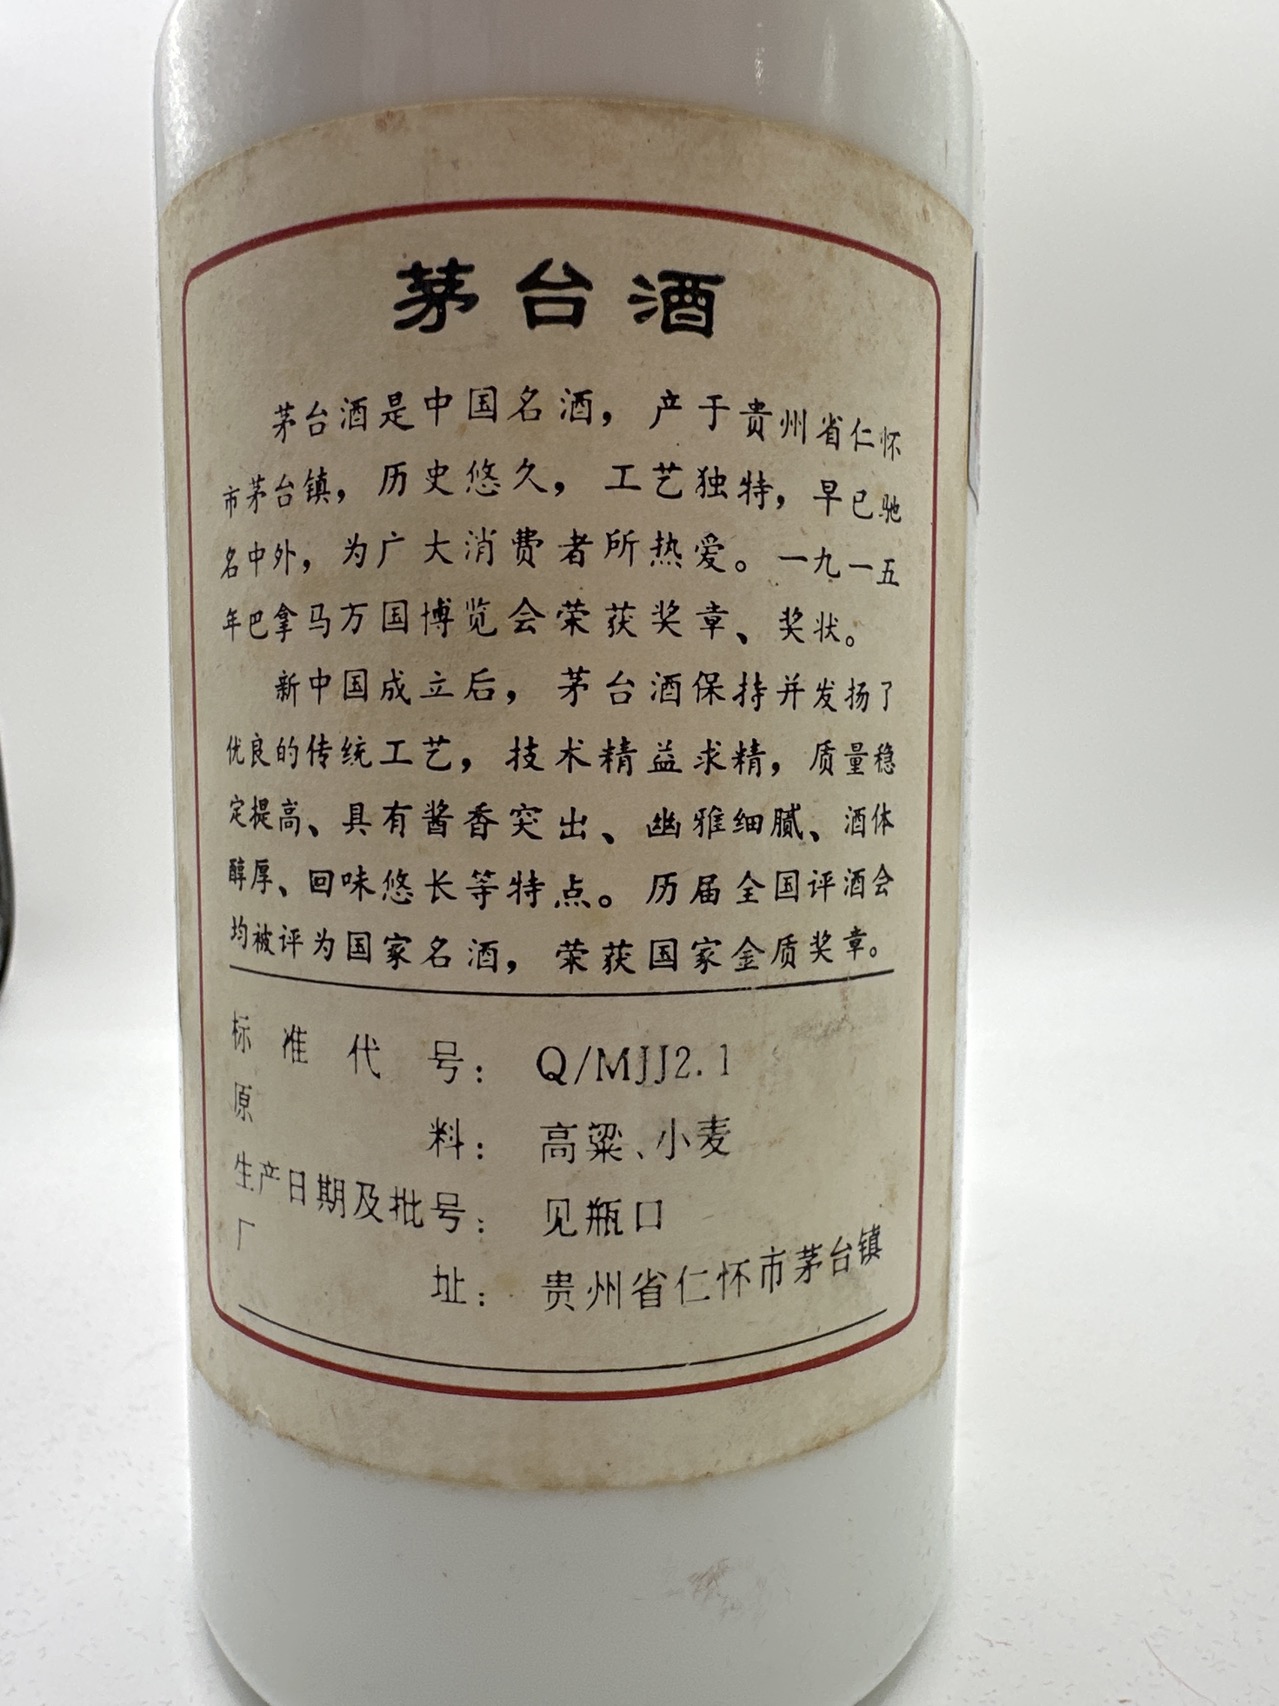 茅台酒
茅台酒是中国名酒，产于贵州省仁怀
市茅台镇，历史悠久，工艺独特，早已驰
名中外，为广大消费者所热爱。一九一五
年巴拿马万国博览会荣获奖章、奖状。
新中国成立后，茅台酒保持并发扬了
优良的传统工艺，技术精益求精，质量稳
定提高、具有酱香突出、幽雅细腻、酒体
醇厚、回味悠长等特点。历届全国评酒会
均被评为国家名酒，荣获国家金质奖章。
标准代号：Q/MJJ2.1
原料：高粱、小麦
生产日期及批号：见瓶口
厂址：贵州省仁怀市茅台镇